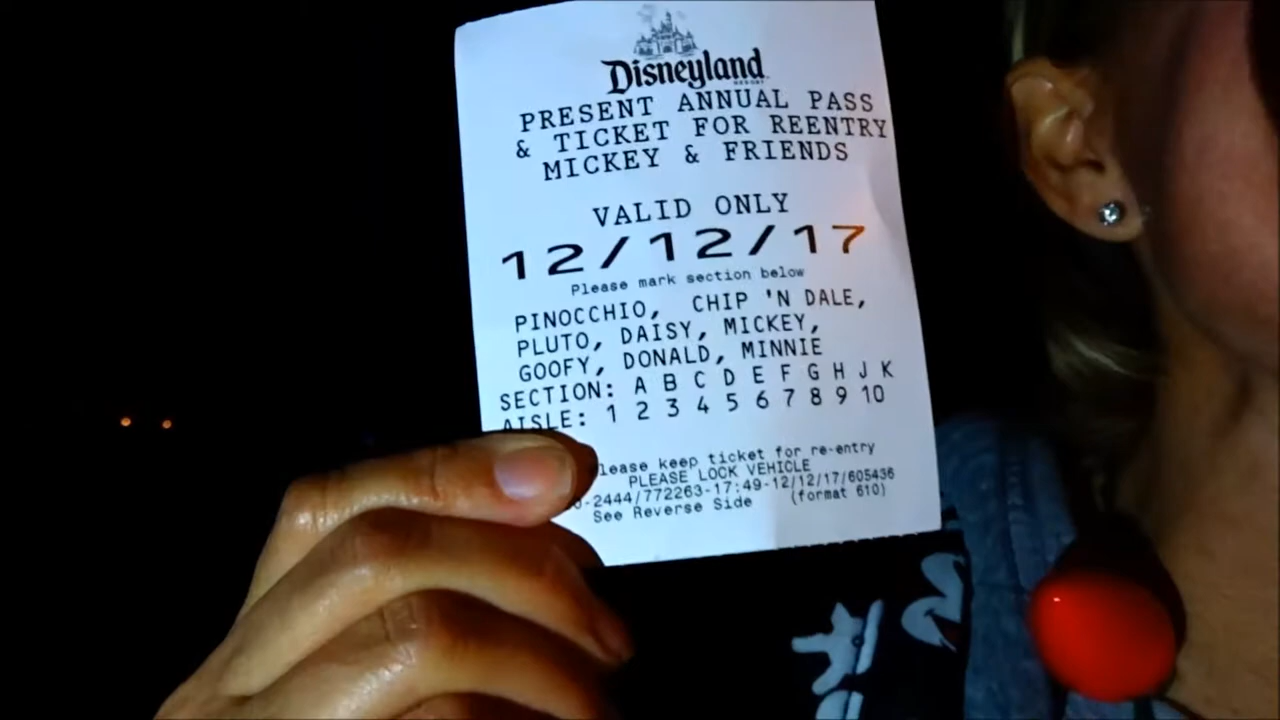 Disneyland
RESORT
PRESENT ANNUAL PASS
& TICKET FOR REENTRY
MICKEY & FRIENDS
VALID ONLY
12/12/17
Please mark section below
PINOCCHIO, CHIP 'N DALE,
PLUTO, DAISY, MICKEY,
GOOFY, DONALD, MINNIE
SECTION: A B C D E F G H J K
AISLE: 1 2 3 4 5 6 7 8 9 10
lease keep ticket for re-entry
PLEASE LOCK VEHICLE
0-2444/772263-17:49-12/12/17/605436
See Reverse Side (format 610)